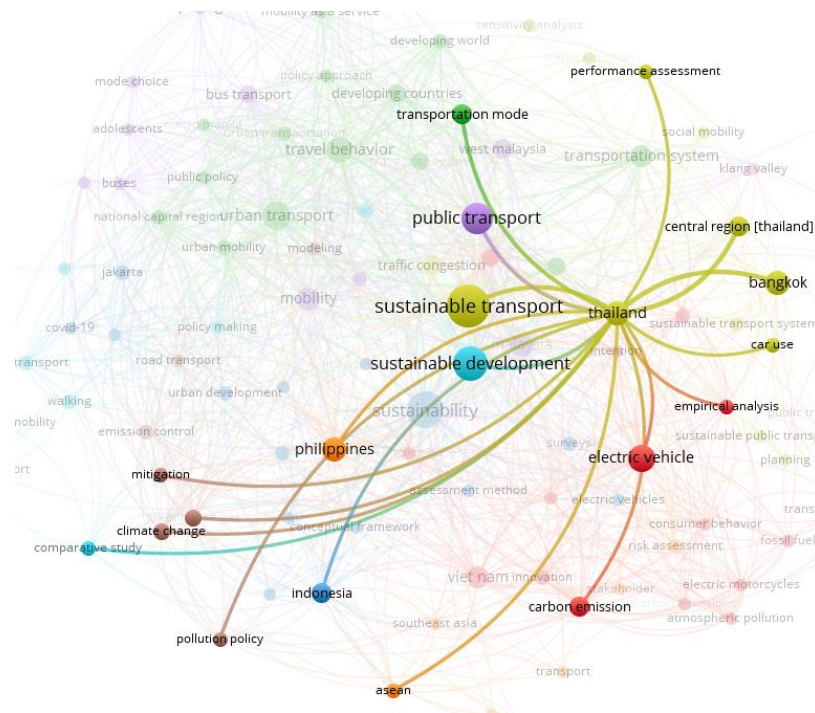 mobility as a service
sensitivity analysis
developing world
performance assessment
mode choice
policy approach
bus transport
developing countries
transportation mode
adolescents
urban transportation
social mobility
travel behavior
west malaysia
transportation system
public policy
klang valley
buses
national capital region
urban transport
public transport
central region [thailand]
urban mobility
modeling
traffic congestion
jakarta
bangkok
mobility
sustainable transport
thailand
covid-19
policy making
sustainable transport system
malaysia
car use
intention
transport
road transport
sustainable development
walking
urban development
sustainability
empirical analysis
mobility
emission control
surveys
sustainable public transp
philippines
electric vehicle
planning
mitigation
assessment method
electric vehicles
climate change
conceptual framework
consumer behavior
comparative study
risk assessment
fossil fuel
viet nam
innovation
indonesia
stakeholder
electric motorcycles
carbon emission
atmospheric pollution
southeast asia
pollution policy
transport
asean